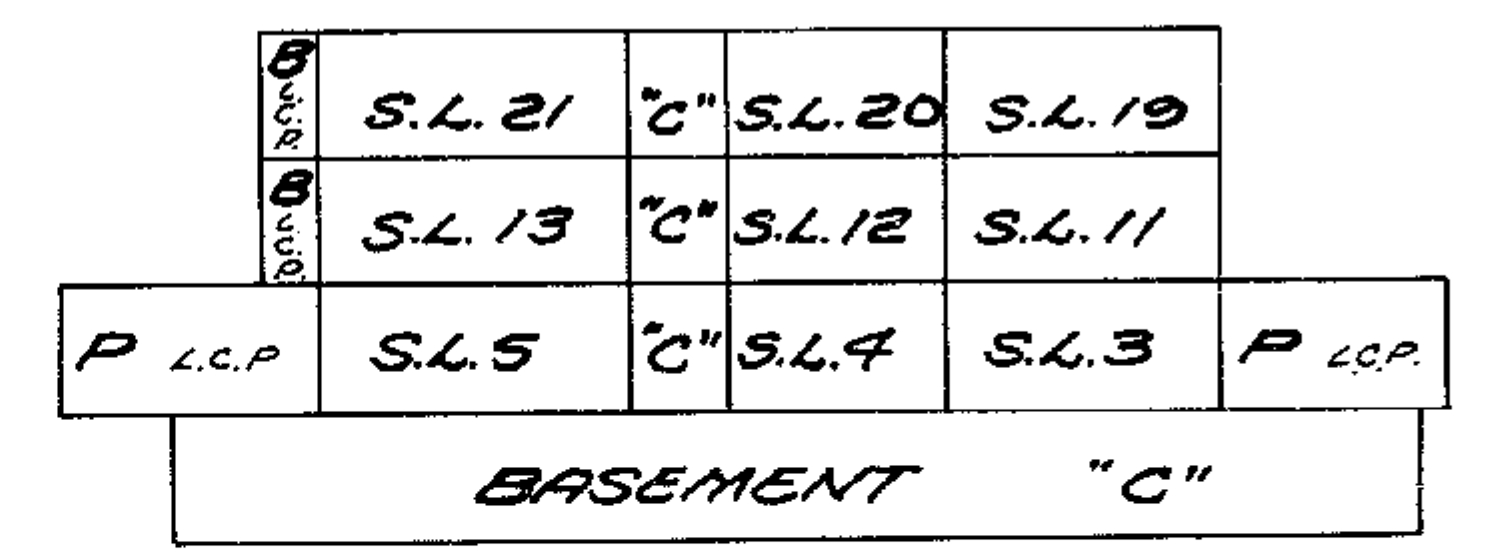 B L.C.P. S.L. 21 "C" S.L. 20 S.L. 19
B L.C.P. S.L. 13 "C" S.L. 12 S.L. 11
P L.C.P S.L. 5 "C" S.L. 4 S.L. 3 P L.C.P.
BASEMENT "C"